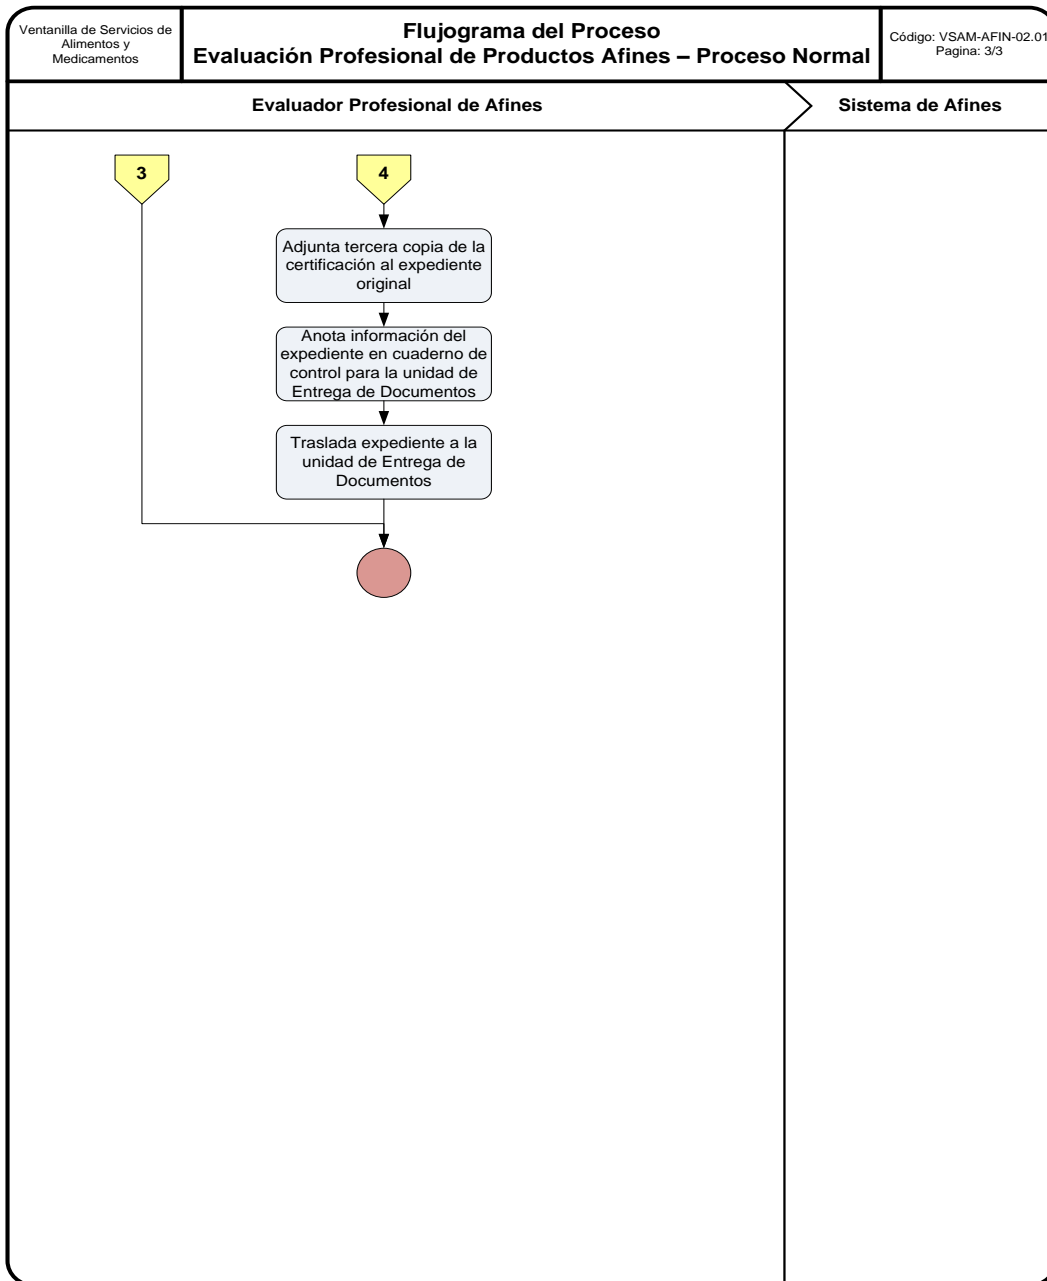 Ventanilla de Servicios de
Alimentos y
Medicamentos
Flujograma del Proceso
Evaluación Profesional de Productos Afines – Proceso Normal
Código: VSAM-AFIN-02.01
Pagina: 3/3
Evaluador Profesional de Afines
Sistema de Afines
3
4
Adjunta tercera copia de la
certificación al expediente
original
Anota información del
expediente en cuaderno de
control para la unidad de
Entrega de Documentos
Traslada expediente a la
unidad de Entrega de
Documentos